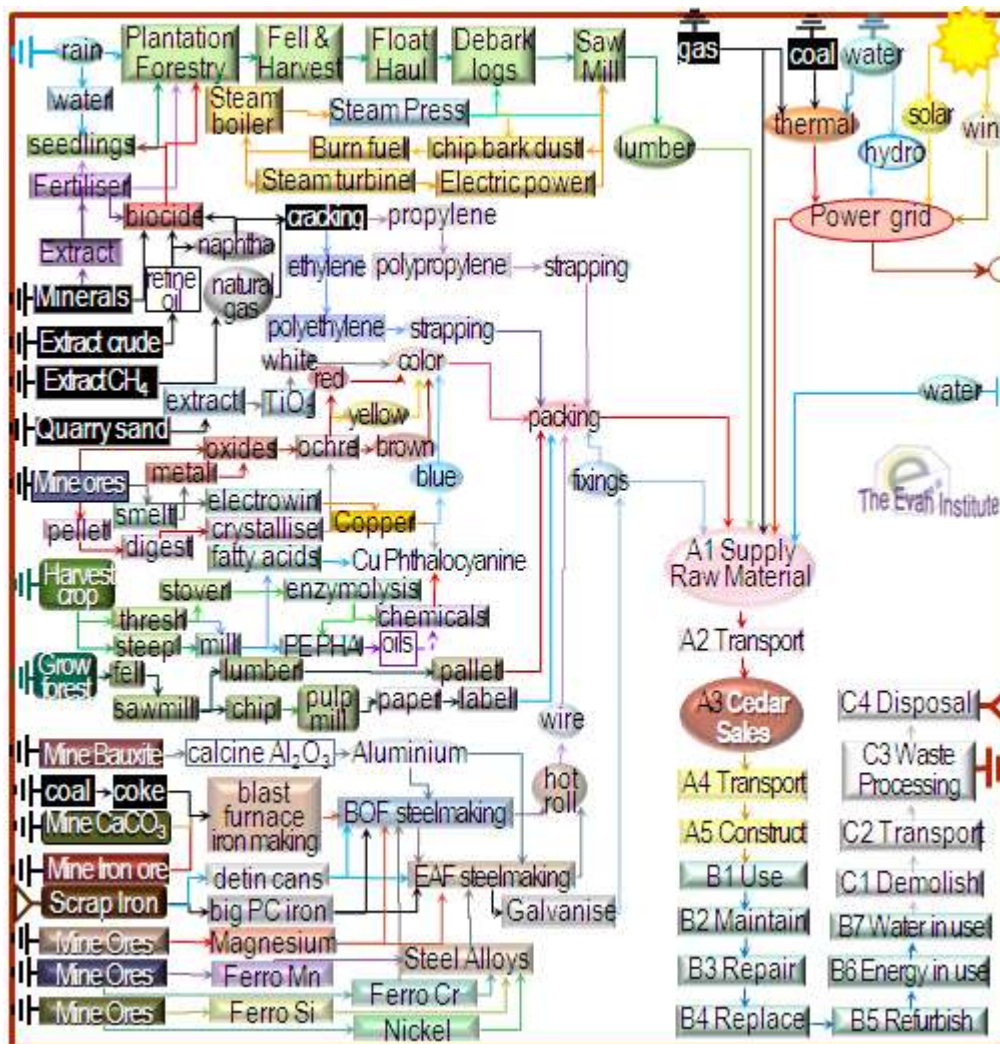 rain
Plantation
Forestry
Fell &
Harvest
Float
Haul
Debark
logs
Saw
Mill
gas
coal
water
water
Steam
boiler
Steam Press
thermal
solar
seedlings
Burn fuel
chip bark dust
lumber
hydro
Fertiliser
Steam turbine
Electric power
biocide
cracking
propylene
Power grid
Extract
naphtha
ethylene
polypropylene
strapping
Minerals
refine
oil
natural
gas
Extract crude
polyethylene
strapping
white
color
Extract CH4
red
extract
TiO2
water
Quarry sand
yellow
packing
oxides
ochre
brown
metal
Mine ores
blue
fixings
The Evah Institute
smelt
electrowin
pellet
Copper
digest
crystallise
fatty acids
Cu Phthalocyanine
A1 Supply
Raw Material
Harvest
crop
stover
enzymolysis
thresh
chemicals
steep
mill
PEPHA
oils
A2 Transport
Grow
forest
fell
lumber
pallet
sawmill
chip
pulp
mill
paper
label
A3 Cedar
Sales
C4 Disposal
wire
Mine Bauxite
calcine Al2O3
Aluminium
C3 Waste
Processing
coal
coke
blast
furnace
iron making
BOF steelmaking
hot
roll
A4 Transport
Mine CaCO3
A5 Construct
C2 Transport
Mine Iron ore
detin cans
EAF steelmaking
B1 Use
C1 Demolish
Scrap Iron
big PC iron
Galvanise
B2 Maintain
B7 Water in use
Mine Ores
Magnesium
Steel Alloys
Mine Ores
Ferro Mn
B3 Repair
B6 Energy in use
Ferro Cr
Mine Ores
Ferro Si
Nickel
B4 Replace
B5 Refurbish